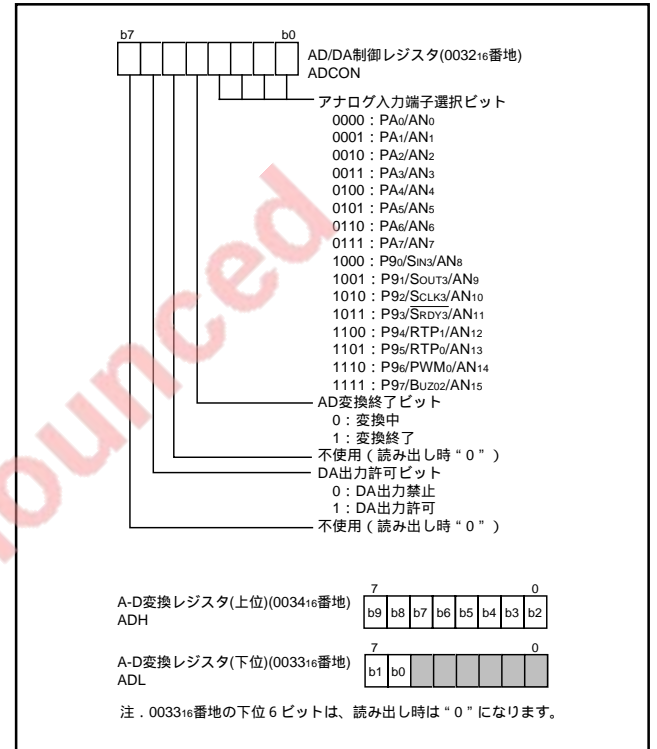 b7 b0
AD/DA制御レジスタ(0032₁₆番地)
ADCON
アナログ入力端子選択ビット
0000：PA₀/AN₀
0001：PA₁/AN₁
0010：PA₂/AN₂
0011：PA₃/AN₃
0100：PA₄/AN₄
0101：PA₅/AN₅
0110：PA₆/AN₆
0111：PA₇/AN₇
1000：P9₀/SIN3/AN₈
1001：P9₁/SOUT3/AN₉
1010：P9₂/SCLK3/AN₁₀
1011：P9₃/S̅R̅D̅Y̅3̅/AN₁₁
1100：P9₄/RTP₁/AN₁₂
1101：P9₅/RTP₀/AN₁₃
1110：P9₆/PWM₀/AN₁₄
1111：P9₇/BUZ02/AN₁₅
AD変換終了ビット
0：変換中
1：変換終了
不使用（読み出し時“0”）
DA出力許可ビット
0：DA出力禁止
1：DA出力許可
不使用（読み出し時“0”）
7 0
A-D変換レジスタ(上位)(0034₁₆番地) b9 b8 b7 b6 b5 b4 b3 b2
ADH
7 0
A-D変換レジスタ(下位)(0033₁₆番地) b1 b0
ADL
注．0033₁₆番地の下位6ビットは、読み出し時は“0”になります。
ounced